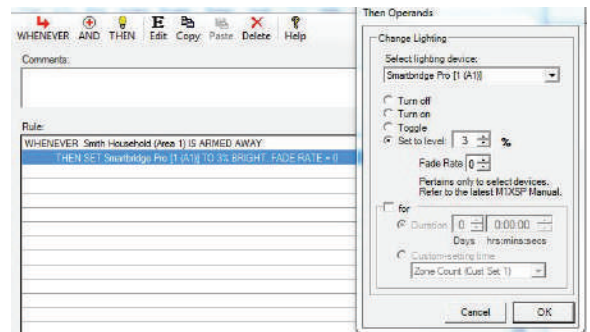 WHENEVER AND THEN Edit Copy Paste Delete Help
Comments:
Rule:
WHENEVER Smith Household (Area 1) IS ARMED AWAY
THEN SET Smartbridge Pro [1 (A1)] TO 3% BRIGHT, FADE RATE = 0
Then Operands
Change Lighting
Select lighting device:
Smartbridge Pro [1 (A1)]
Turn off
Turn on
Toggle
Set to level: 3 %
Fade Rate 0
Pertains only to select devices.
Refer to the latest M1XSP Manual.
for
Duration 0 0:00:00
Days hrs:mins:secs
Custom-setting time
Zone Count (Cust Set 1)
Cancel OK